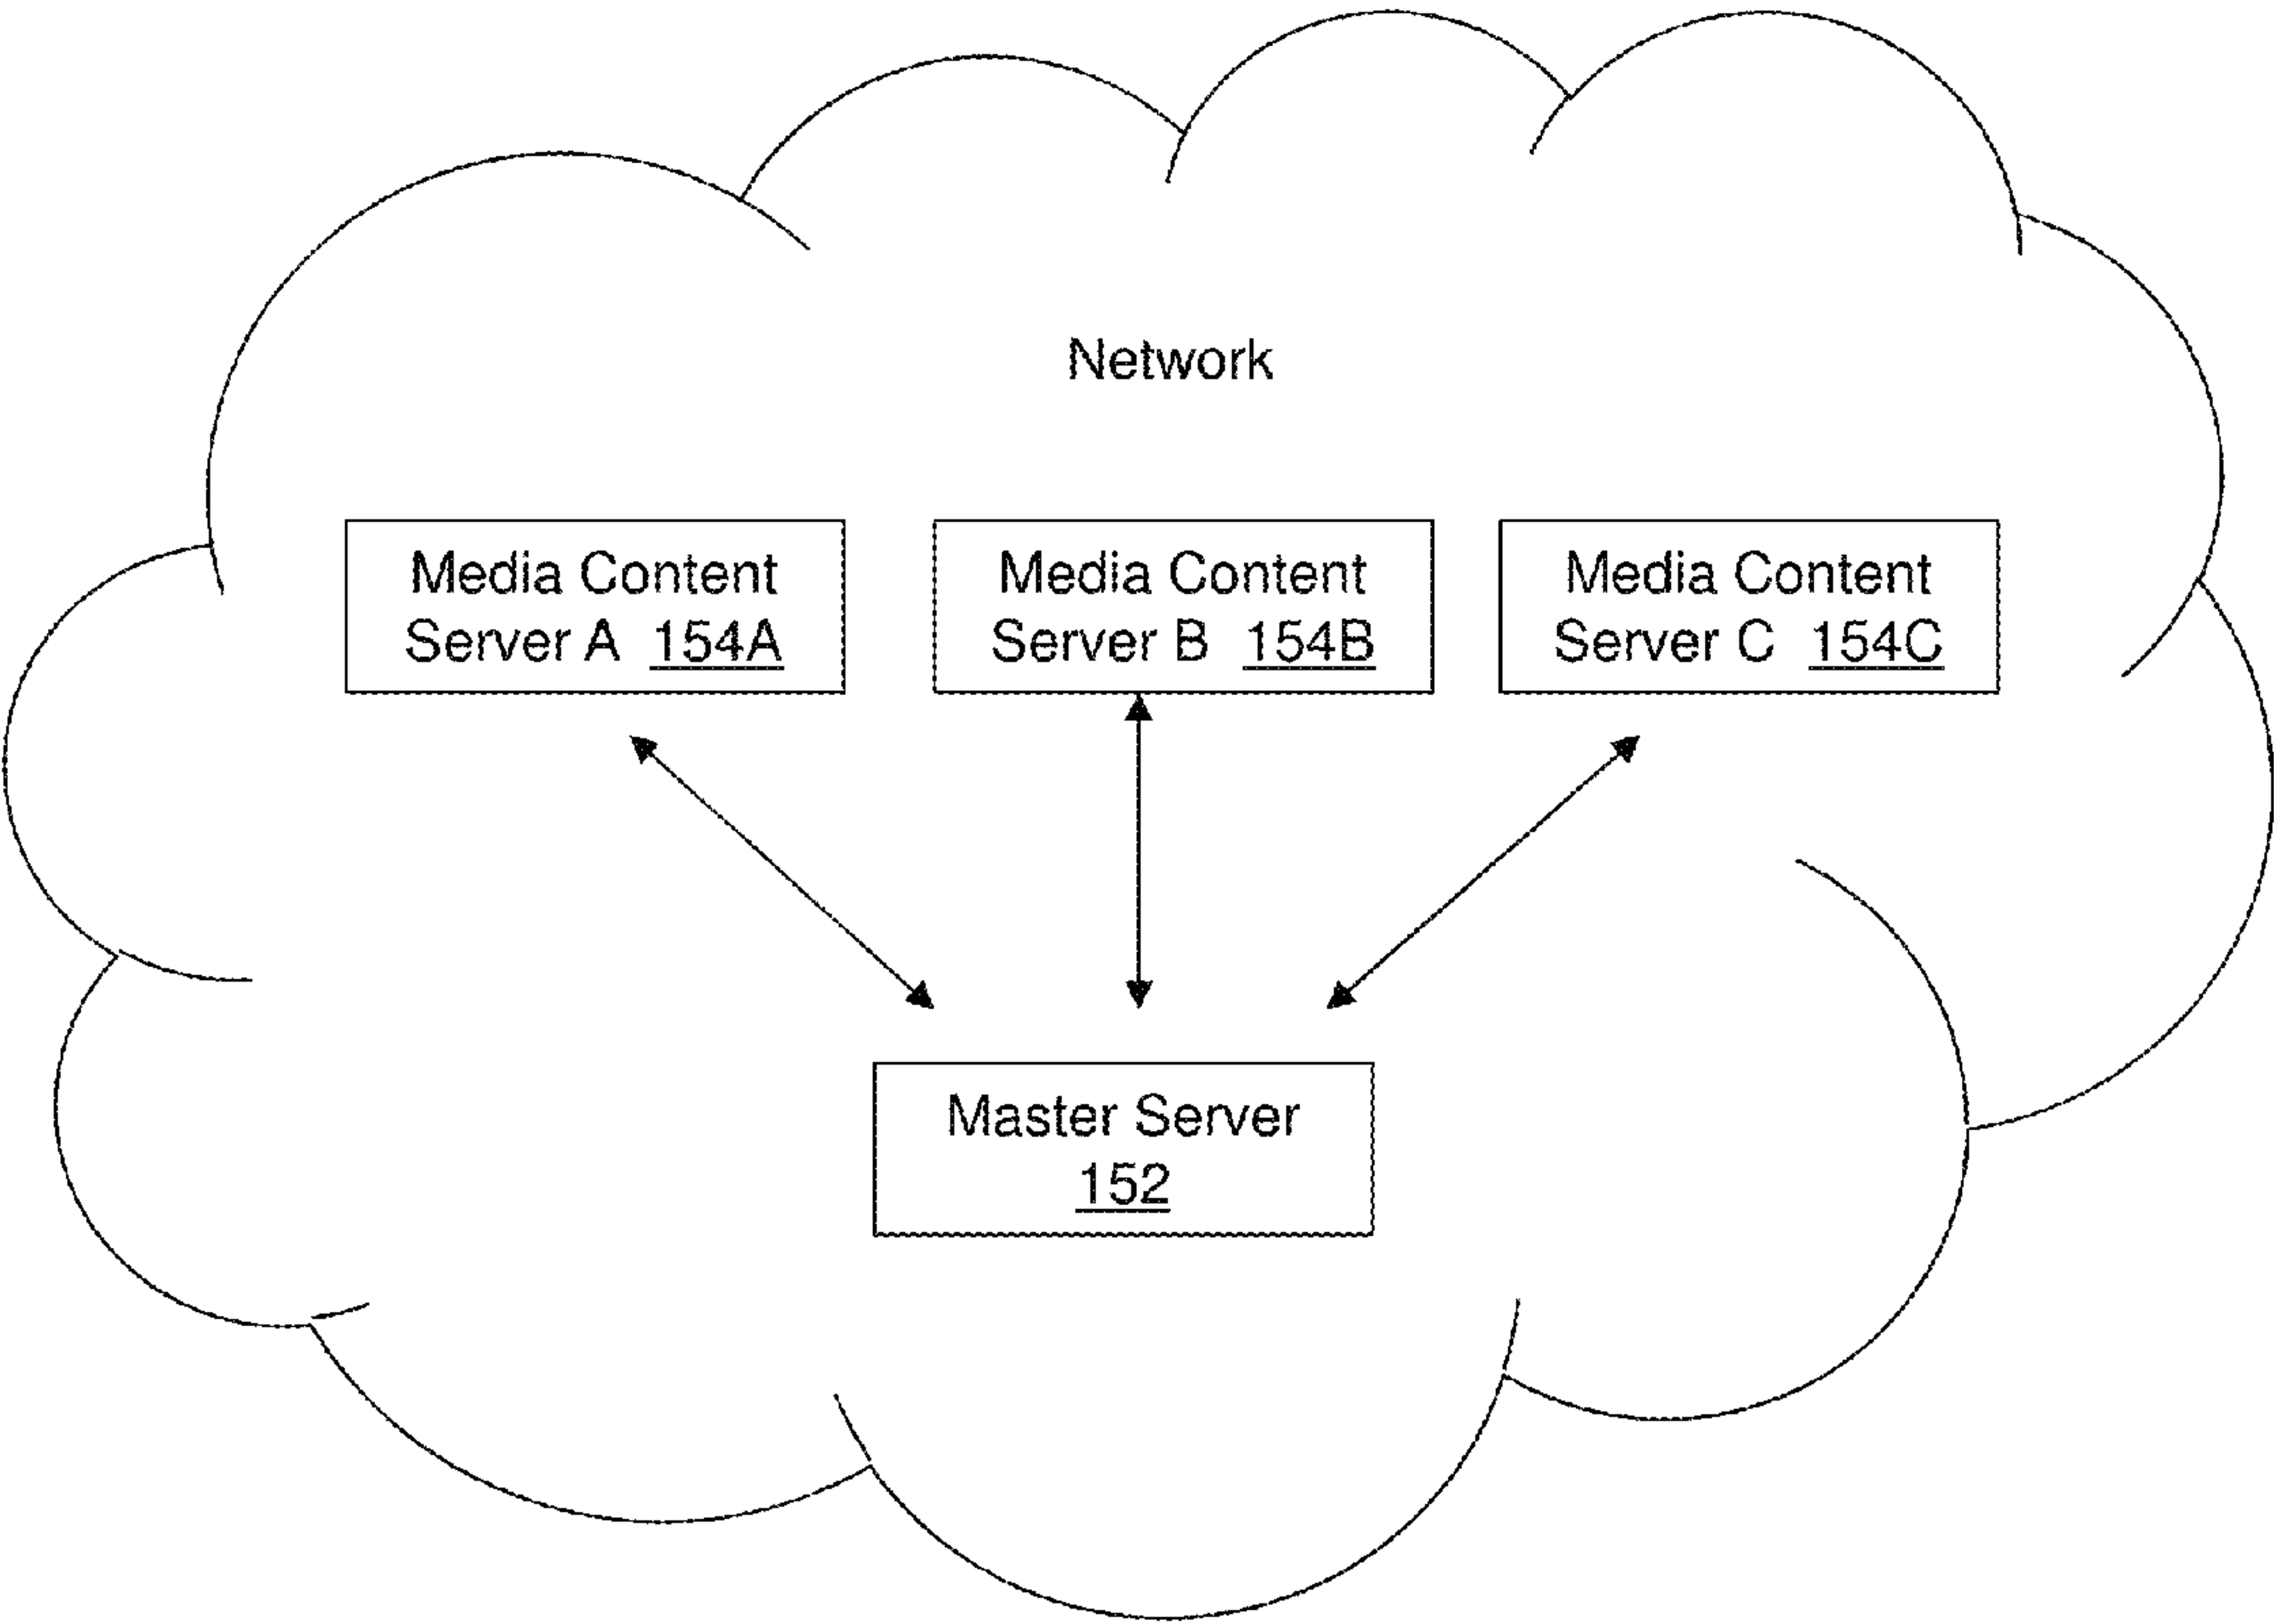 Network
Media Content
Server A 154A
Media Content
Server B 154B
Media Content
Server C 154C
Master Server
152